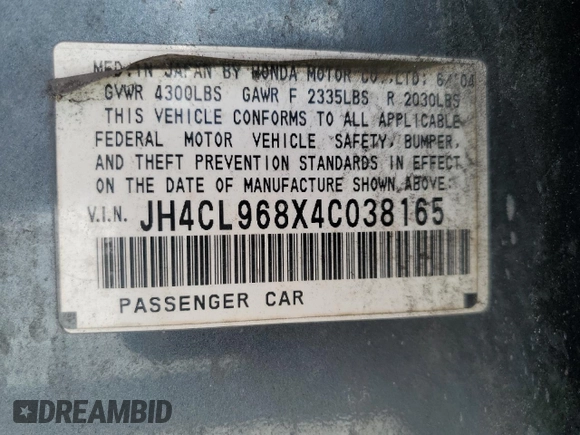 MFD. IN JAPAN BY HONDA MOTOR CO., LTD. 6/'04
GVWR 4300LBS GAWR F 2335LBS R 2030LBS
THIS VEHICLE CONFORMS TO ALL APPLICABLE
FEDERAL MOTOR VEHICLE SAFETY, BUMPER,
AND THEFT PREVENTION STANDARDS IN EFFECT
ON THE DATE OF MANUFACTURE SHOWN ABOVE.
V.I.N. JH4CL968X4C038165
PASSENGER CAR
DREAMBID